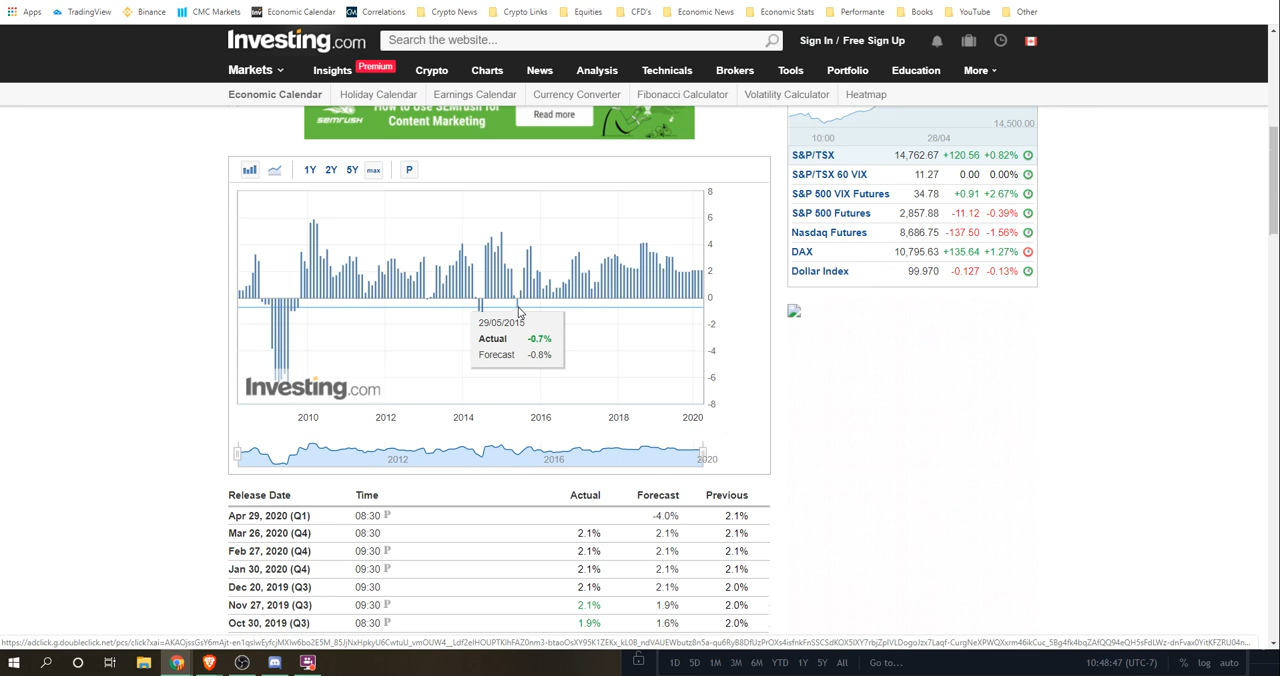 Apps TradingView Binance CMC Markets Economic Calendar Correlations Crypto News Crypto Links Equities CFD's Economic News Economic Stats Performante Books YouTube Other
Investing.com Search the website... Sign In / Free Sign Up
Markets Insights Premium Crypto Charts News Analysis Technicals Brokers Tools Portfolio Education More
Economic Calendar Holiday Calendar Earnings Calendar Currency Converter Fibonacci Calculator Volatility Calculator Heatmap
How to Use SEMrush for
Content Marketing
SEMRUSH
Read more
14,500.00
10:00 28/04
S&P/TSX 14,762.67 +120.56 +0.82%
S&P/TSX 60 VIX 11.27 0.00 0.00%
S&P 500 VIX Futures 34.78 +0.91 +2.67%
S&P 500 Futures 2,857.88 -11.12 -0.39%
Nasdaq Futures 8,686.75 -137.50 -1.56%
DAX 10,795.63 +135.64 +1.27%
Dollar Index 99.970 -0.127 -0.13%
1Y 2Y 5Y max P
8
6
4
2
0
-2
-4
-6
-8
29/05/2015
Actual -0.7%
Forecast -0.8%
Investing.com
2010 2012 2014 2016 2018 2020
2012 2016 2020
Release Date Time Actual Forecast Previous
Apr 29, 2020 (Q1) 08:30 P -4.0% 2.1%
Mar 26, 2020 (Q4) 08:30 2.1% 2.1% 2.1%
Feb 27, 2020 (Q4) 09:30 P 2.1% 2.1% 2.1%
Jan 30, 2020 (Q4) 09:30 P 2.1% 2.1% 2.1%
Dec 20, 2019 (Q3) 09:30 2.1% 2.1% 2.0%
Nov 27, 2019 (Q3) 09:30 P 2.1% 1.9% 2.0%
Oct 30, 2019 (Q3) 08:30 P 1.9% 1.6% 2.0%
1D 5D 1M 3M 6M YTD 1Y 5Y All Go to... 10:48:47 (UTC-7) % log auto